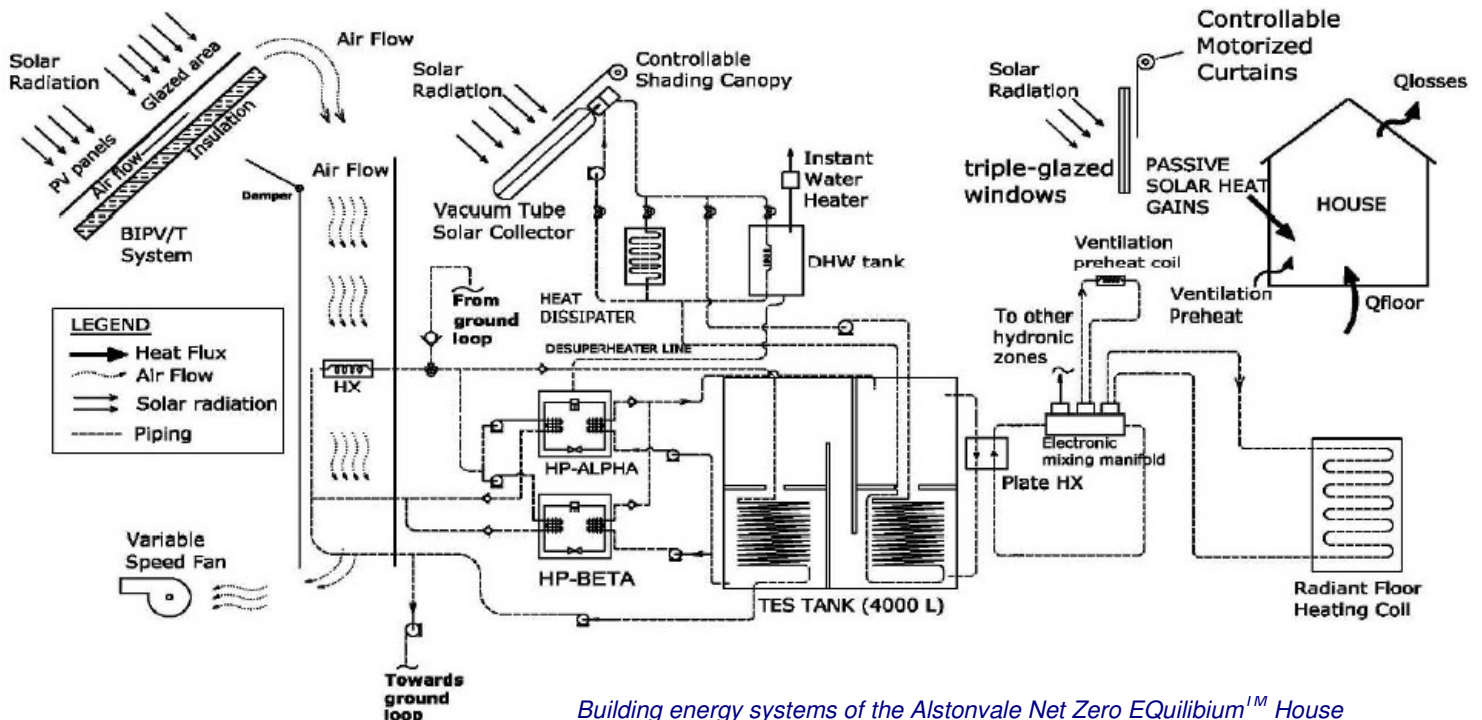 Solar
Radiation
Glazed area
PV panels
Air flow
Insulation
Air Flow
BIPV/T
System
Damper
Air Flow
LEGEND
Heat Flux
Air Flow
Solar radiation
Piping
HX
Variable
Speed Fan
Towards
ground
loop
From
ground
loop
Solar
Radiation
Controllable
Shading Canopy
Vacuum Tube
Solar Collector
Instant
Water
Heater
DHW tank
HEAT
DISSIPATER
DESUPERHEATER LINE
HP-ALPHA
HP-BETA
TES TANK (4000 L)
Plate HX
To other
hydronic
zones
Ventilation
preheat coil
Electronic
mixing manifold
Radiant Floor
Heating Coil
Solar
Radiation
Controllable
Motorized
Curtains
triple-glazed
windows
PASSIVE
SOLAR HEAT
GAINS
HOUSE
Qlosses
Ventilation
Preheat
Qfloor
Building energy systems of the Alstonvale Net Zero EQuilibium™ House